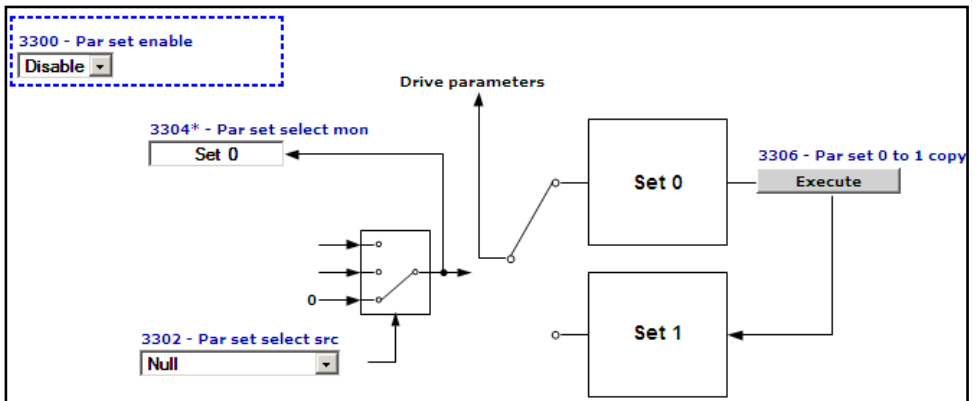 3300 - Par set enable
Disable
Drive parameters
3304* - Par set select mon
Set 0
Set 0
3306 - Par set 0 to 1 copy
Execute
0
3302 - Par set select src
Null
Set 1